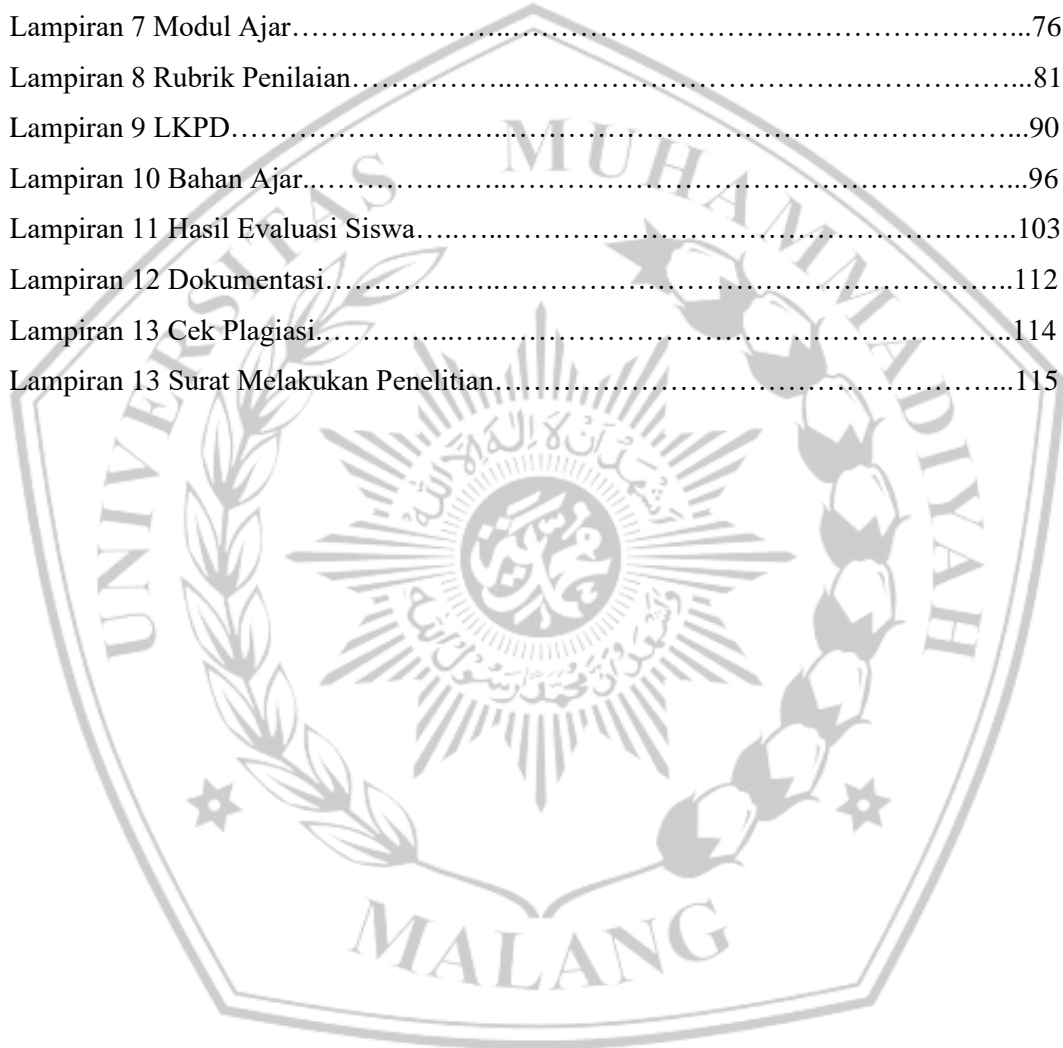 Lampiran 7 Modul Ajar…………………..……………………………………………...76
Lampiran 8 Rubrik Penilaian………………..………………………………………...81
Lampiran 9 LKPD………………………..…………………………………………...90
Lampiran 10 Bahan Ajar..………………..…………………………………………...96
Lampiran 11 Hasil Evaluasi Siswa…..…..…………………………………………..103
Lampiran 12 Dokumentasi…………..…..…………………………………………..112
Lampiran 13 Cek Plagiasi…………...…..…………………………………………..114
Lampiran 13 Surat Melakukan Penelitian…………………………………………...115
UNIVERSITAS MUHAMMADIYAH
MALANG